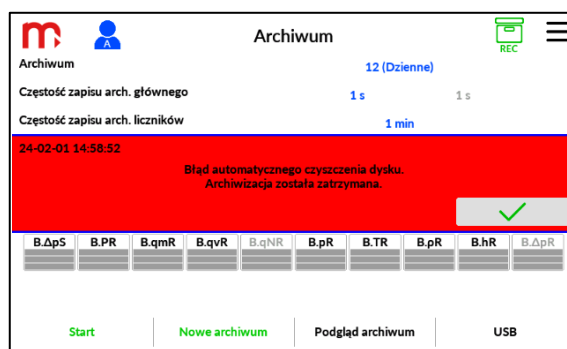 A
Archiwum
REC
Archiwum 12 (Dzienne)
Częstość zapisu arch. głównego 1 s 1 s
Częstość zapisu arch. liczników 1 min
24-02-01 14:58:52
Błąd automatycznego czyszczenia dysku.
Archiwizacja została zatrzymana.
B.ΔpS B.PR B.qmR B.qvR B.qNR B.pR B.TR B.ρR B.hR B.ΔpR
Start Nowe archiwum Podgląd archiwum USB